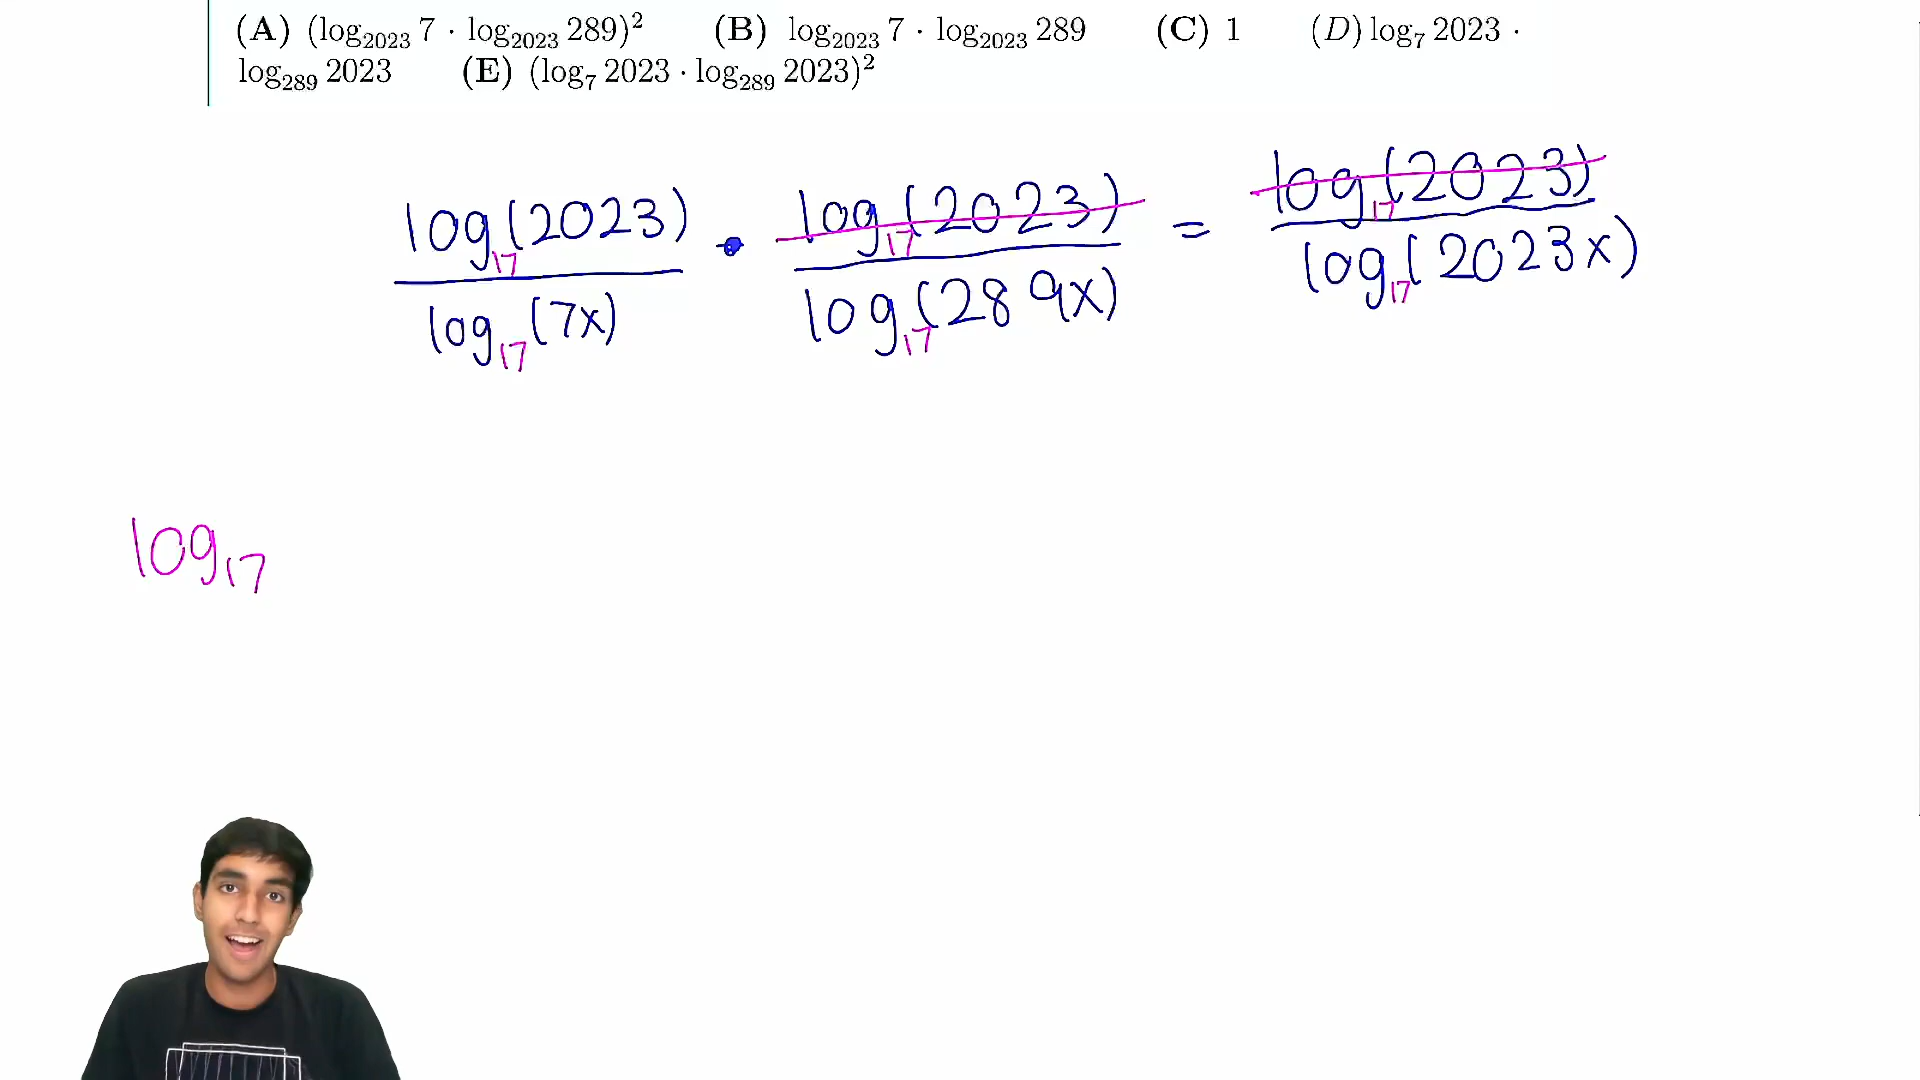 (A) (log₂₀₂₃ 7 · log₂₀₂₃ 289)² (B) log₂₀₂₃ 7 · log₂₀₂₃ 289 (C) 1 (D) log₇ 2023 ·
log₂₈₉ 2023 (E) (log₇ 2023 · log₂₈₉ 2023)²
log₁₇(2023) / log₁₇(7x) · log₁₇(2023) / log₁₇(289x) = log₁₇(2023) / log₁₇(2023x)
log₁₇